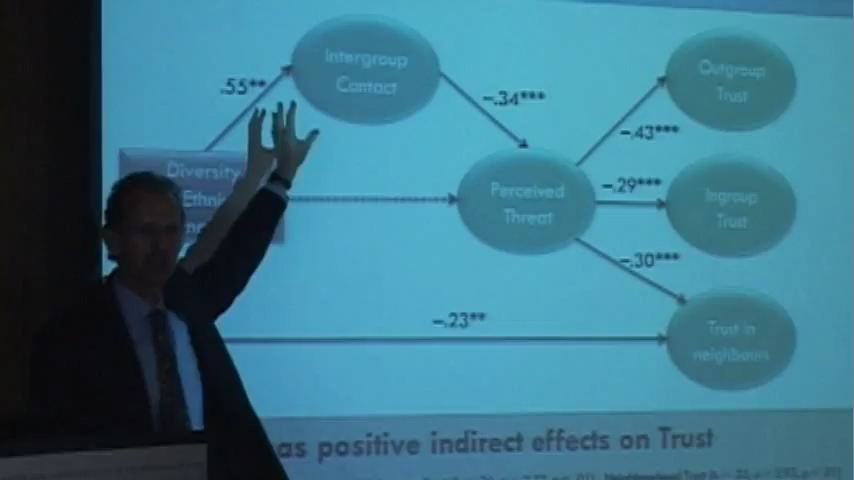 Intergroup
Contact
.55**
-.34***
Outgroup
Trust
-.43***
Diversity
Ethnic
Perceived
Threat
-.29***
Ingroup
Trust
-.30***
-.23**
Trust in
neighbours
as positive indirect effects on Trust